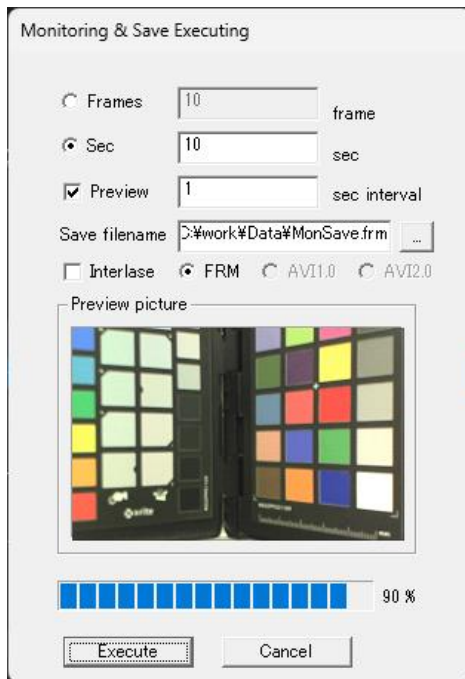 Monitoring & Save Executing
Frames 10 frame
Sec 10 sec
Preview 1 sec interval
Save filename :¥work¥Data¥MonSave.frm ...
Interlase FRM AVI1.0 AVI2.0
Preview picture
x-rite
90 %
Execute Cancel